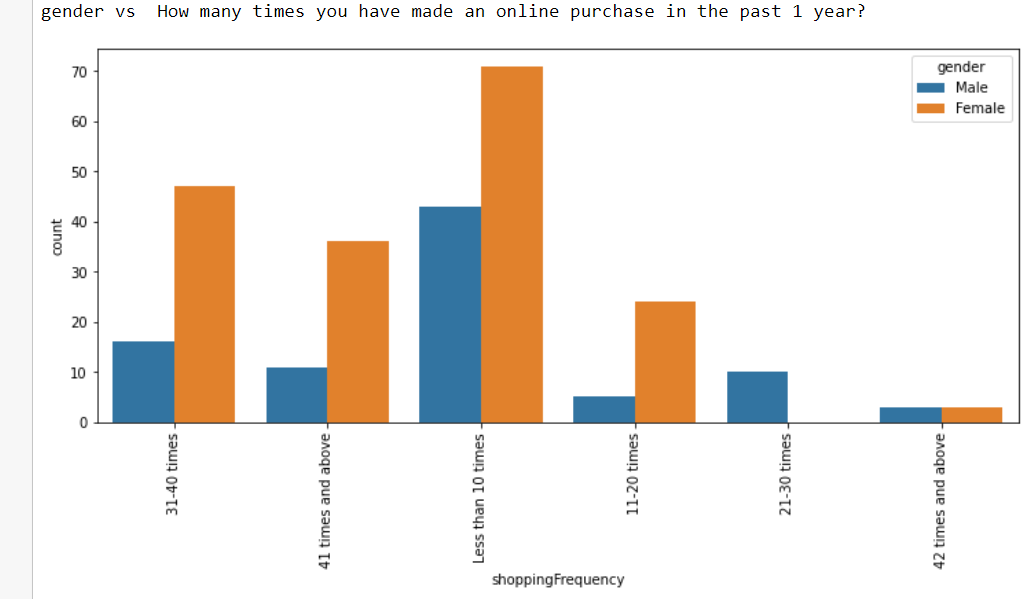 gender vs  How many times you have made an online purchase in the past 1 year?
gender
Male
Female
count
70
60
50
40
30
20
10
0
31-40 times
41 times and above
Less than 10 times
11-20 times
21-30 times
42 times and above
shoppingFrequency